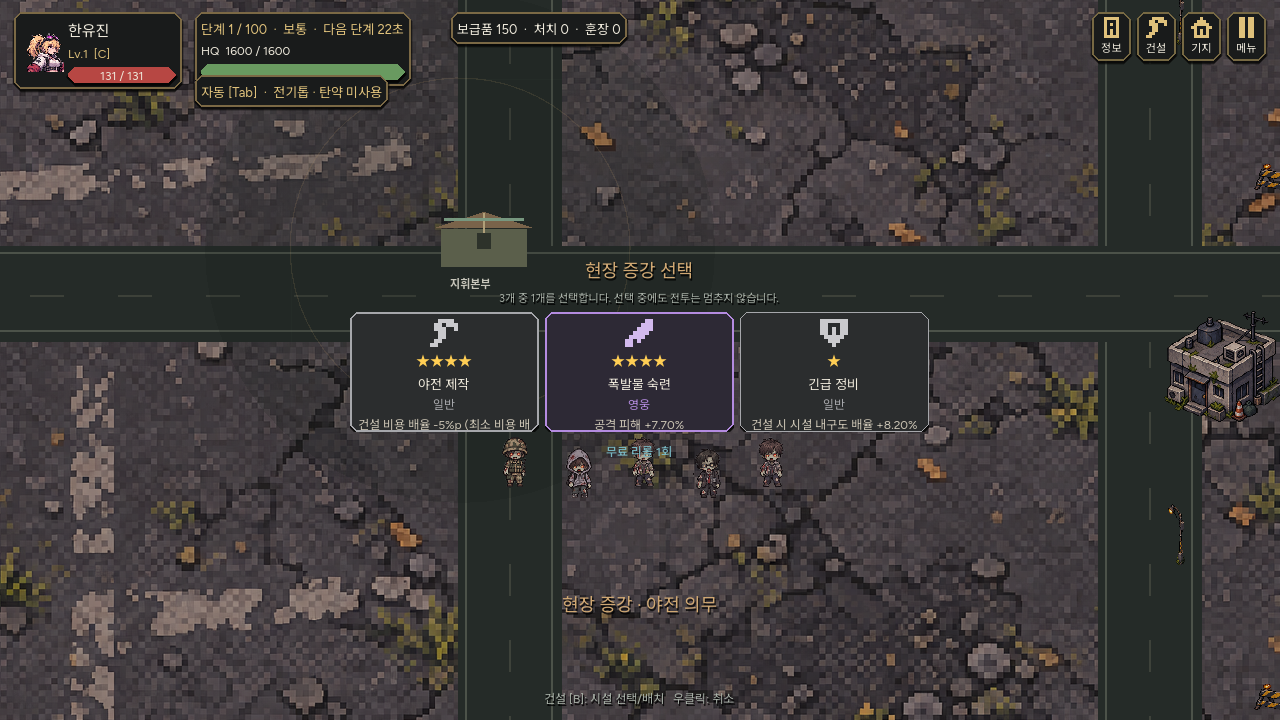 한유진
Lv.1 [C]
131 / 131
단계 1 / 100 · 보통 · 다음 단계 22초
HQ 1600 / 1600
자동 [Tab] · 전기톱 · 탄약 미사용
보급품 150 · 처치 0 · 훈장 0
정보
건설
기지
메뉴
지휘본부
현장 증강 선택
3개 중 1개를 선택합니다. 선택 중에도 전투는 멈추지 않습니다.
★★★★
야전 제작
일반
건설 비용 배율 -5%p (최소 비용 배
★★★★
폭발물 숙련
영웅
공격 피해 +7.70%
★
긴급 정비
일반
건설 시 시설 내구도 배율 +8.20%
무료 리롤 1회
현장 증강 · 야전 의무
건설 [B]: 시설 선택/배치 우클릭: 취소